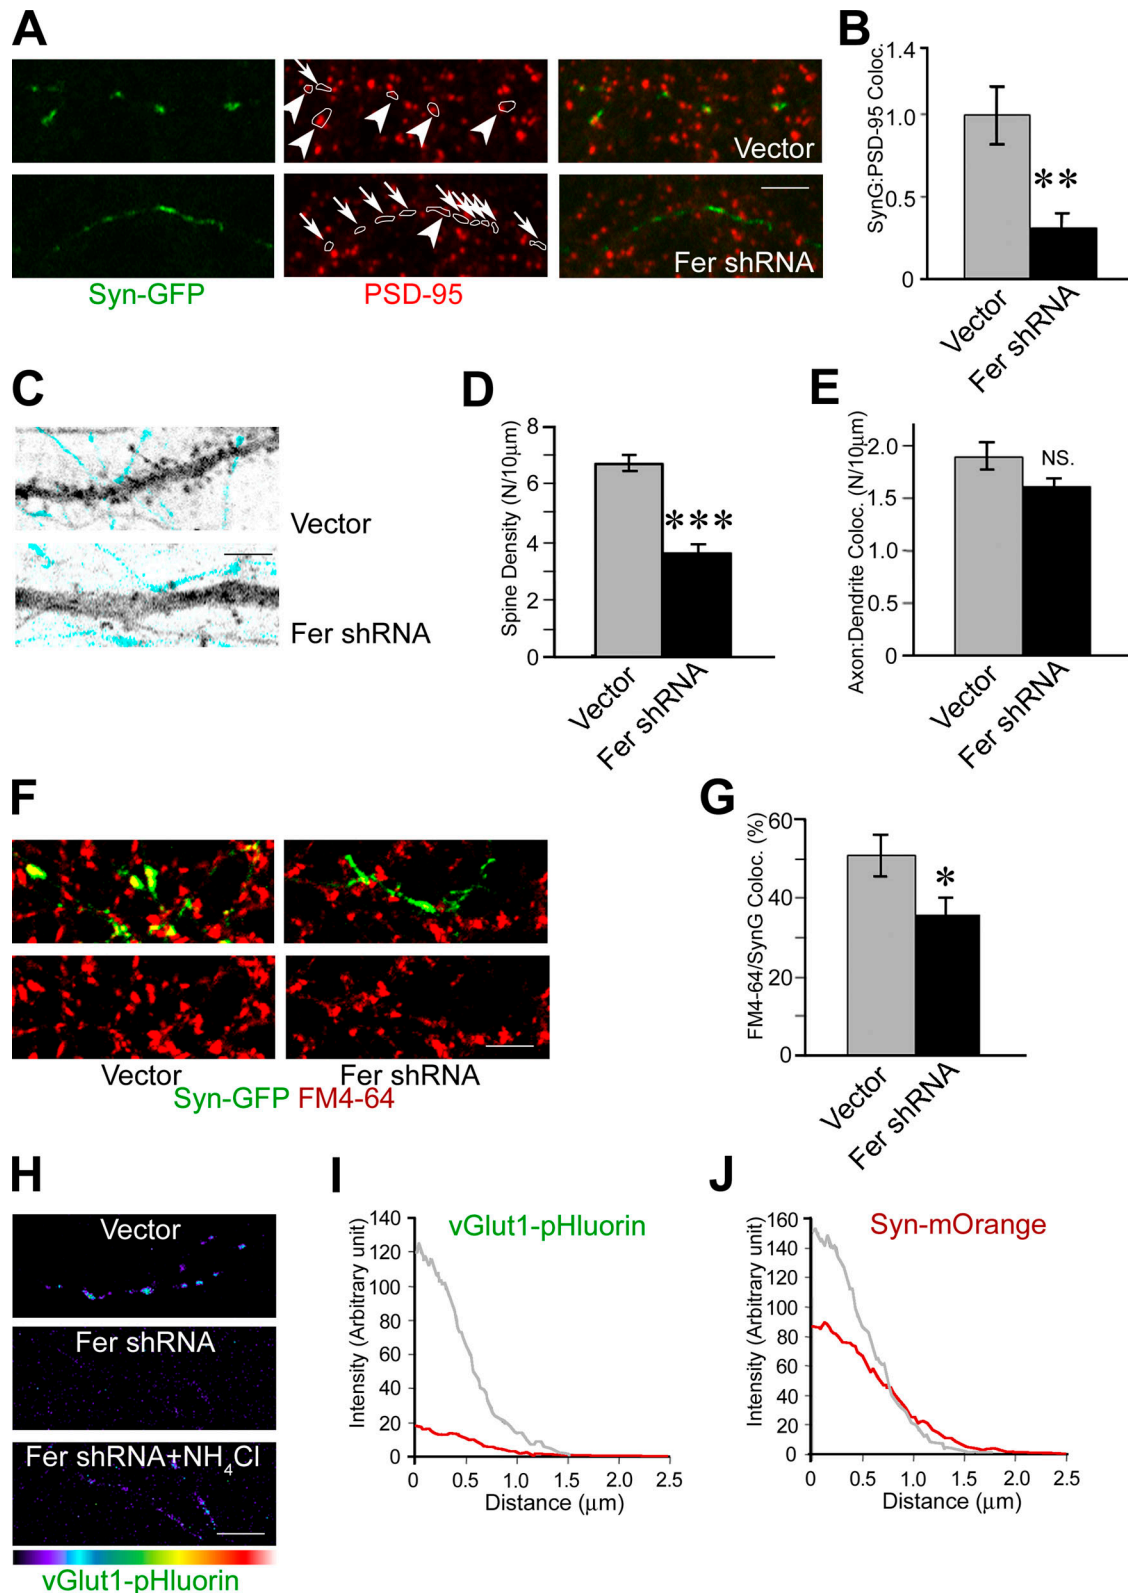 A
Vector
Fer shRNA
Syn-GFP
PSD-95
B
SynG:PSD-95 Coloc.
1.4
1.0
0.5
0
**
Vector
Fer shRNA
C
Vector
Fer shRNA
D
Spine Density (N/10μm)
8
6
4
2
0
***
Vector
Fer shRNA
E
Axon:Dendrite Coloc. (N/10μm)
2.0
1.5
1.0
0.5
0
NS.
Vector
Fer shRNA
F
Vector
Fer shRNA
Syn-GFP FM4-64
G
FM4-64/SynG Coloc. (%)
60
40
20
0
*
Vector
Fer shRNA
H
Vector
Fer shRNA
Fer shRNA+NH₄Cl
vGlut1-pHluorin
I
vGlut1-pHluorin
Intensity (Arbitrary unit)
140
120
100
80
60
40
20
0
0 0.5 1.0 1.5 2.0 2.5
Distance (μm)
J
Syn-mOrange
Intensity (Arbitrary unit)
160
140
120
100
80
60
40
20
0
0 0.5 1.0 1.5 2.0 2.5
Distance (μm)